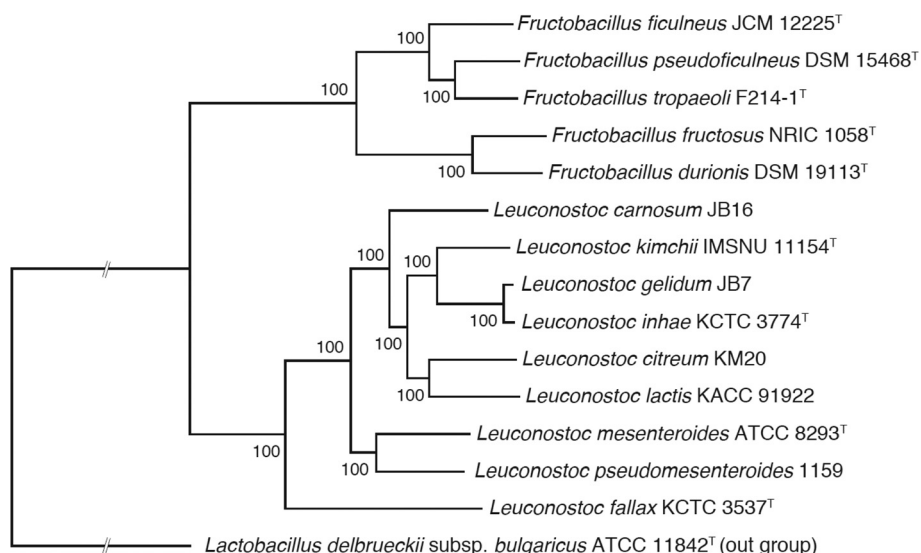 Fructobacillus ficulneus JCM 12225ᵀ
100
Fructobacillus pseudoficulneus DSM 15468ᵀ
100
100
Fructobacillus tropaeoli F214-1ᵀ
Fructobacillus fructosus NRIC 1058ᵀ
100
Fructobacillus durionis DSM 19113ᵀ
Leuconostoc carnosum JB16
Leuconostoc kimchii IMSNU 11154ᵀ
100
100
Leuconostoc gelidum JB7
100
Leuconostoc inhae KCTC 3774ᵀ
100
100
Leuconostoc citreum KM20
100
Leuconostoc lactis KACC 91922
Leuconostoc mesenteroides ATCC 8293ᵀ
100
100
Leuconostoc pseudomesenteroides 1159
Leuconostoc fallax KCTC 3537ᵀ
Lactobacillus delbrueckii subsp. bulgaricus ATCC 11842ᵀ (out group)